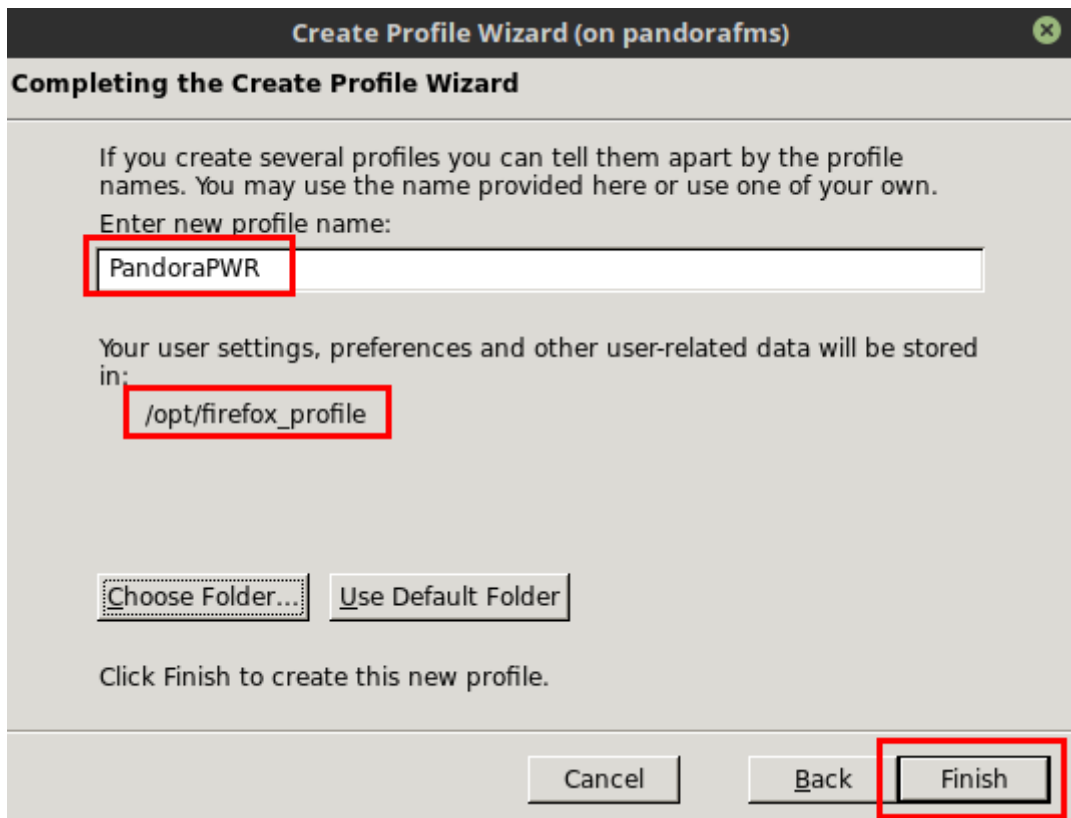 Create Profile Wizard (on pandorafms)
Completing the Create Profile Wizard
If you create several profiles you can tell them apart by the profile
names. You may use the name provided here or use one of your own.
Enter new profile name:
PandoraPWR
Your user settings, preferences and other user-related data will be stored
in:
/opt/firefox_profile
Choose Folder... Use Default Folder
Click Finish to create this new profile.
Cancel Back Finish